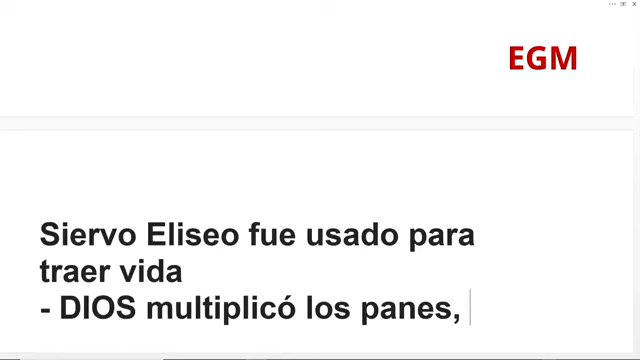 EGM
Siervo Eliseo fue usado para
traer vida
- DIOS multiplicó los panes,